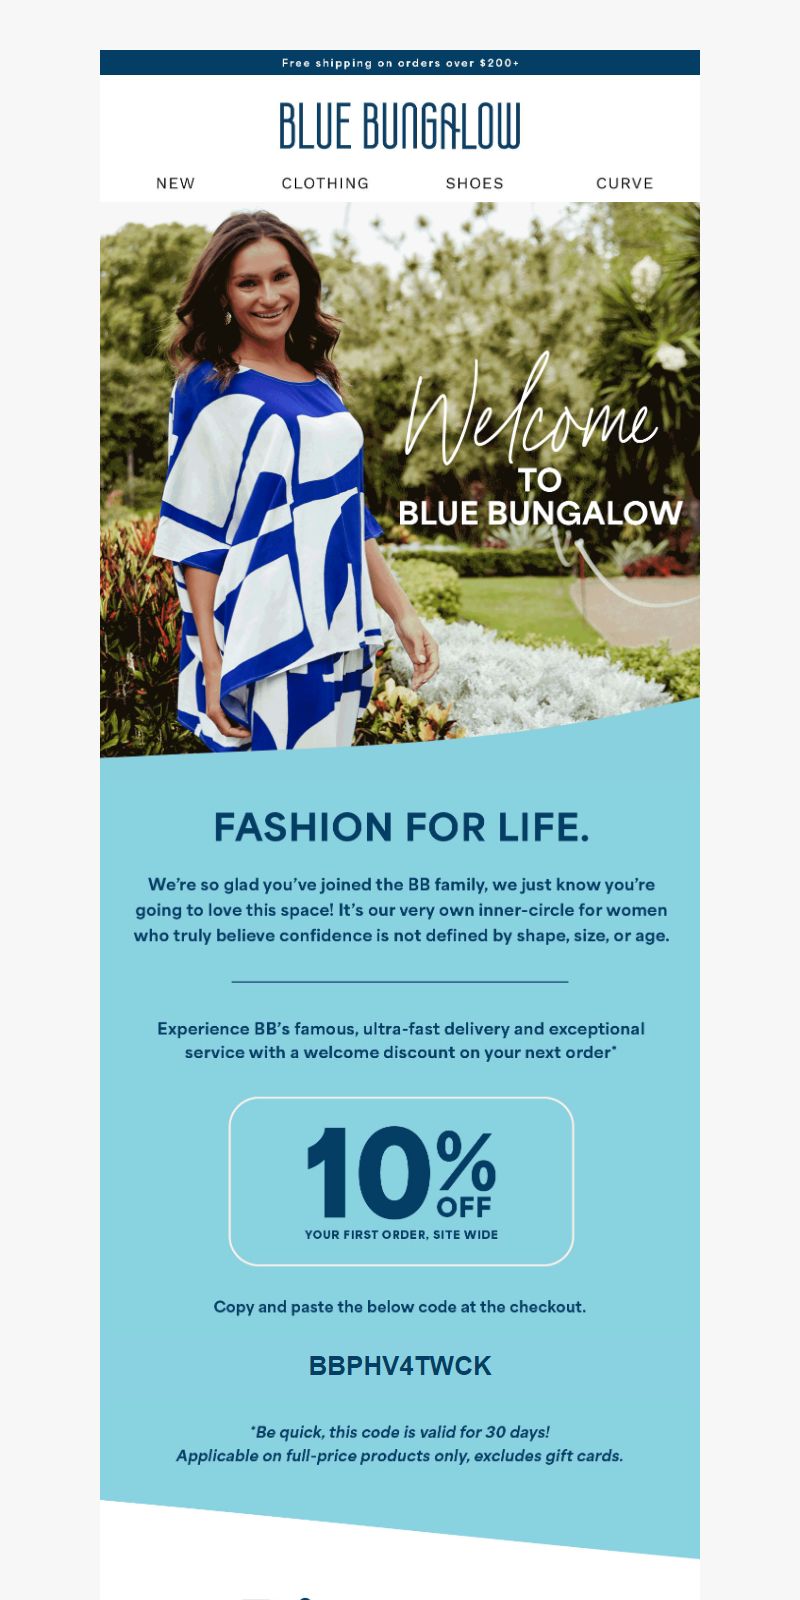 Free shipping on orders over $200+
BLUE BUNGALOW
NEW CLOTHING SHOES CURVE
Welcome
TO
BLUE BUNGALOW
FASHION FOR LIFE.
We're so glad you've joined the BB family, we just know you're
going to love this space! It's our very own inner-circle for women
who truly believe confidence is not defined by shape, size, or age.
Experience BB's famous, ultra-fast delivery and exceptional
service with a welcome discount on your next order*
10% OFF
YOUR FIRST ORDER, SITE WIDE
Copy and paste the below code at the checkout.
BBPHV4TWCK
*Be quick, this code is valid for 30 days!
Applicable on full-price products only, excludes gift cards.